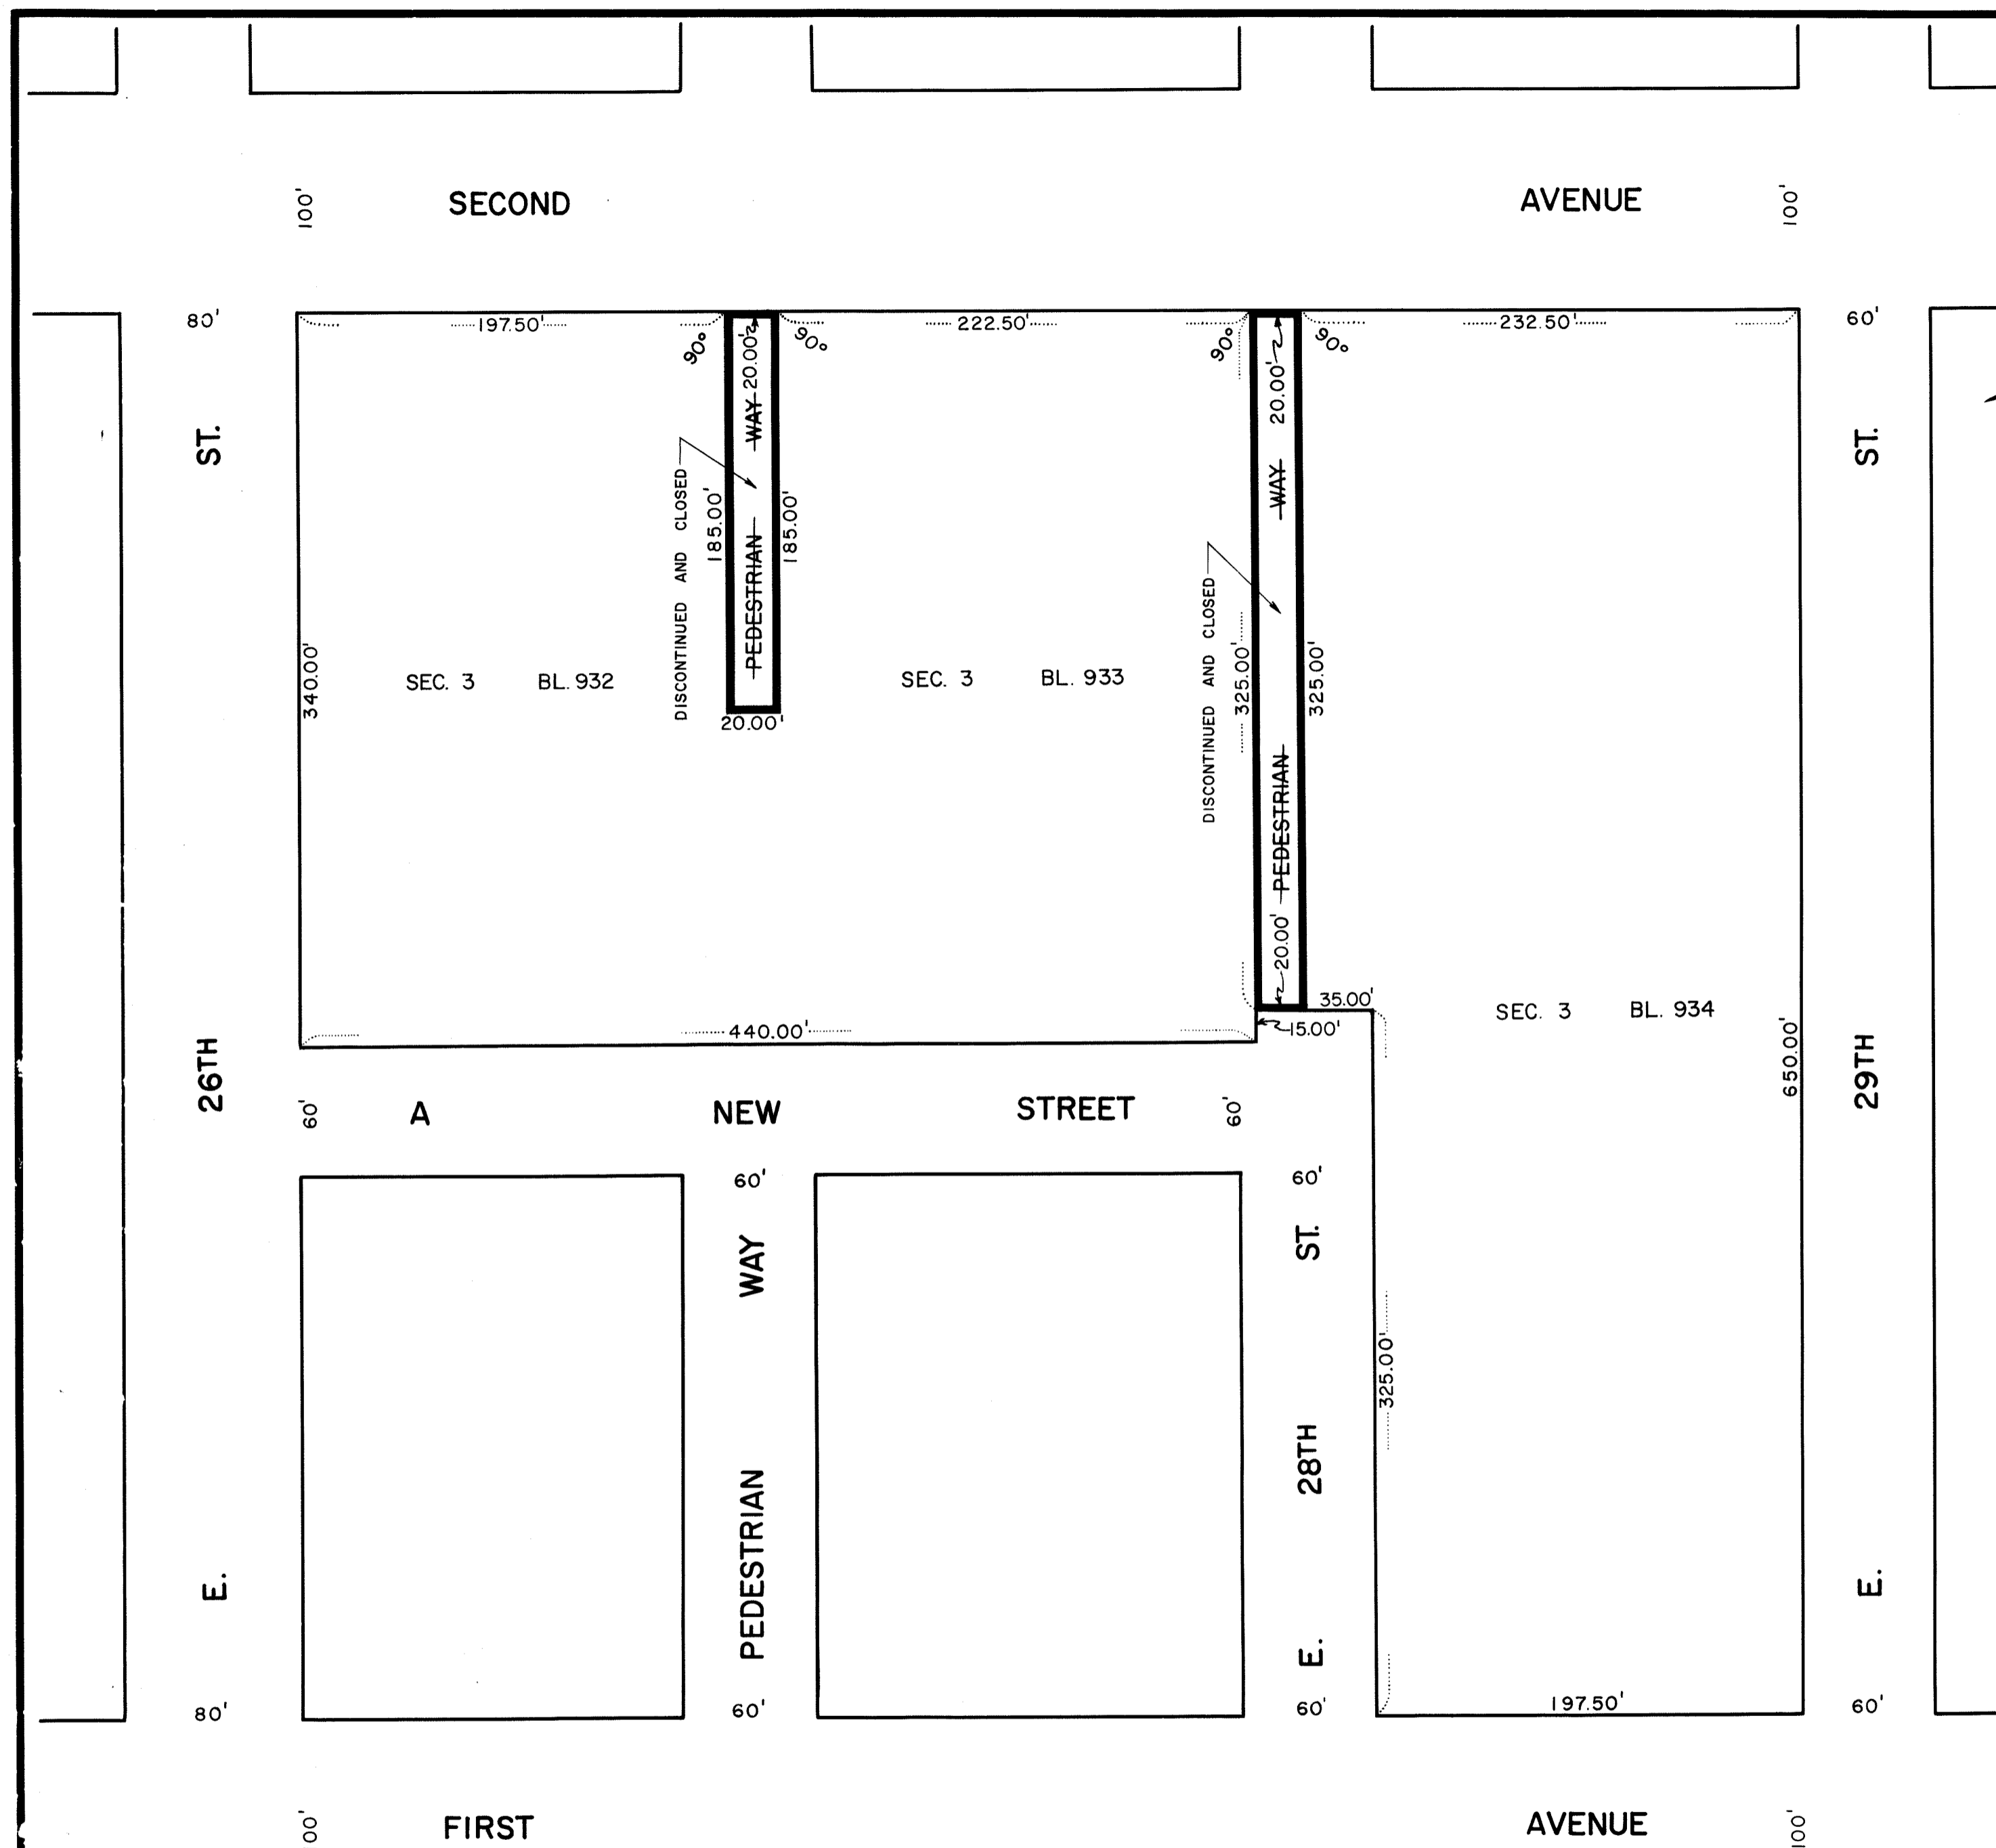 100'
SECOND
AVENUE
100'
80'
197.50'
90°
20.00'
90°
222.50'
90°
20.00'
90°
232.50'
60'
ST.
WAY
WAY
ST.
DISCONTINUED AND CLOSED
185.00'
PEDESTRIAN
185.00'
DISCONTINUED AND CLOSED
325.00'
325.00'
340.00'
SEC. 3 BL. 932
SEC. 3 BL. 933
20.00'
PEDESTRIAN
20.00'
35.00'
15.00'
SEC. 3 BL. 934
440.00'
650.00'
26TH
29TH
60'
A NEW STREET
60'
60'
60'
WAY
ST.
325.00'
PEDESTRIAN
28TH
E.
E.
E.
80'
60'
60'
197.50'
60'
00'
FIRST
AVENUE
100'